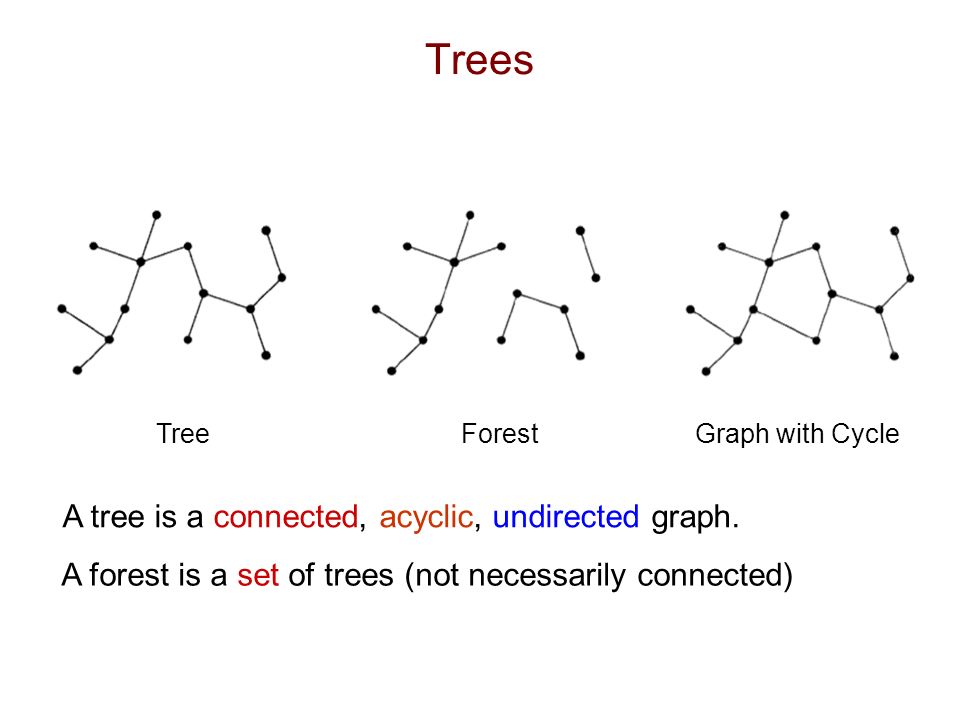 Trees
Tree Forest Graph with Cycle
A tree is a connected, acyclic, undirected graph.
A forest is a set of trees (not necessarily connected)